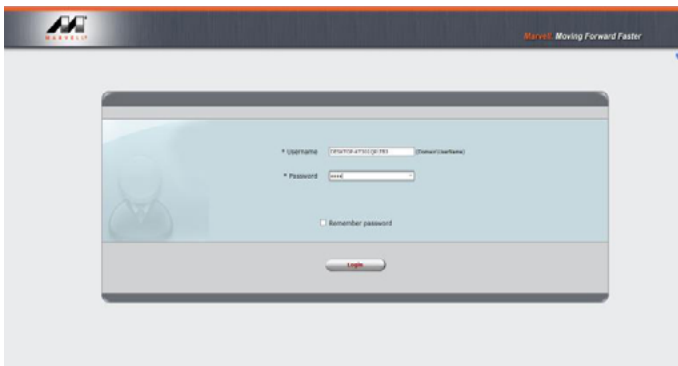 MARVELL®
Marvell. Moving Forward Faster
* Username (Domain\UserName)
* Password
Remember password
Login